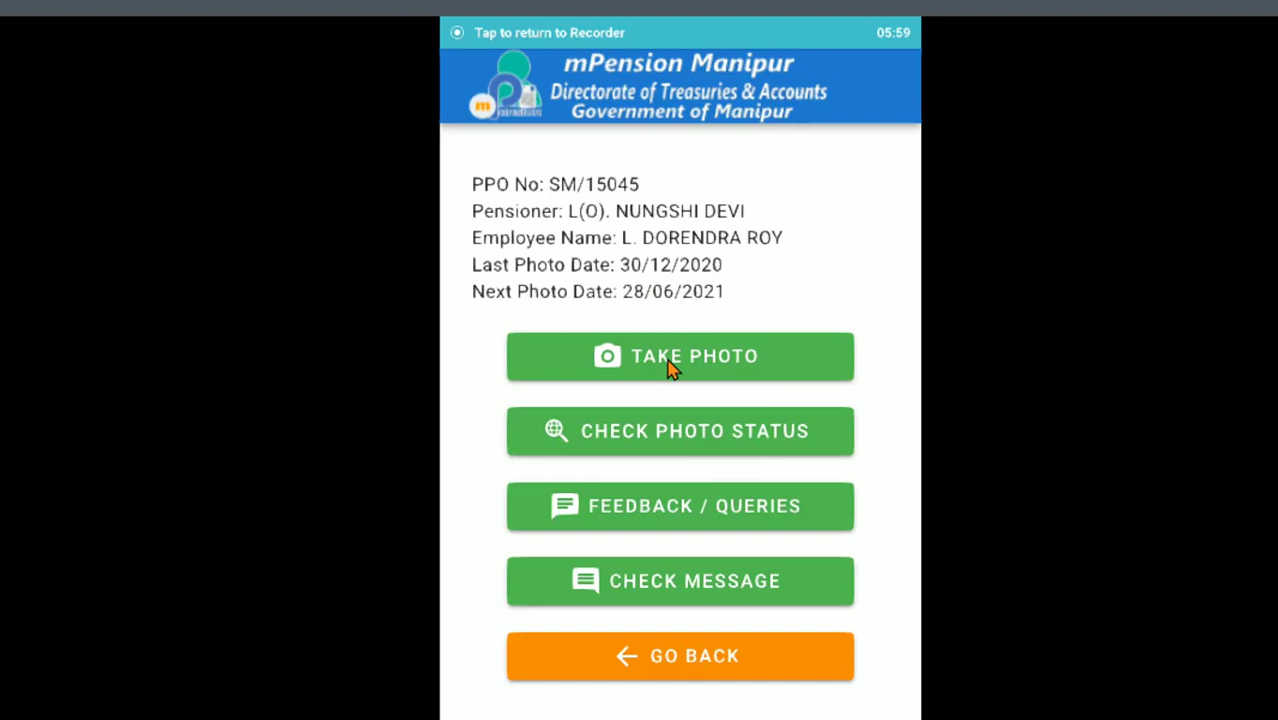 Tap to return to Recorder 05:59
mPension Manipur
Directorate of Treasuries & Accounts
Government of Manipur
m
PPO No: SM/15045
Pensioner: L(O). NUNGSHI DEVI
Employee Name: L. DORENDRA ROY
Last Photo Date: 30/12/2020
Next Photo Date: 28/06/2021
TAKE PHOTO
CHECK PHOTO STATUS
FEEDBACK / QUERIES
CHECK MESSAGE
GO BACK